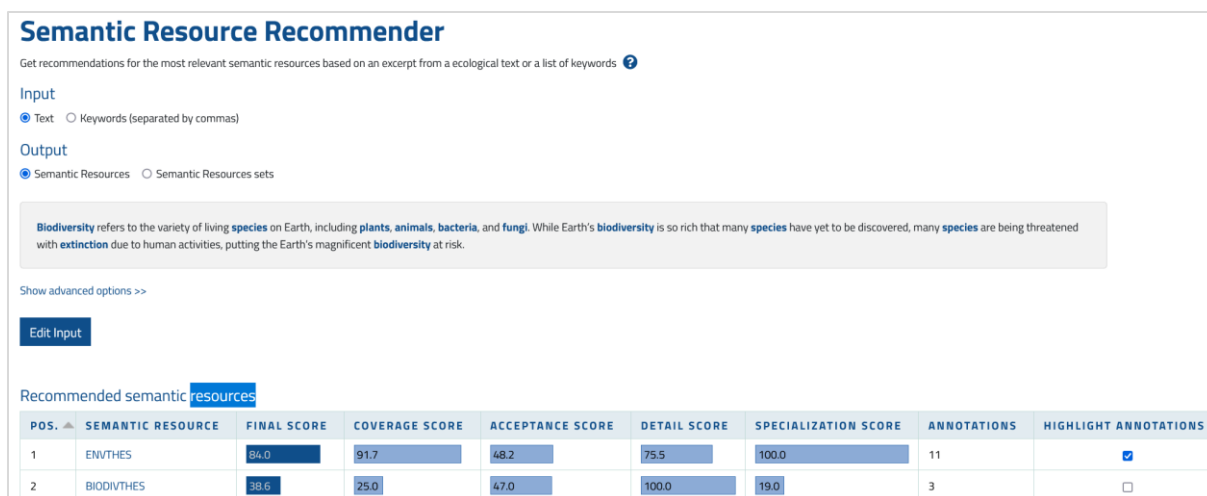 Semantic Resource Recommender
Get recommendations for the most relevant semantic resources based on an excerpt from a ecological text or a list of keywords ?
Input
Text Keywords (separated by commas)
Output
Semantic Resources Semantic Resources sets
Biodiversity refers to the variety of living species on Earth, including plants, animals, bacteria, and fungi. While Earth's biodiversity is so rich that many species have yet to be discovered, many species are being threatened
with extinction due to human activities, putting the Earth's magnificent biodiversity at risk.
Show advanced options >>
Edit Input
Recommended semantic resources
POS. SEMANTIC RESOURCE FINAL SCORE COVERAGE SCORE ACCEPTANCE SCORE DETAIL SCORE SPECIALIZATION SCORE ANNOTATIONS HIGHLIGHT ANNOTATIONS
1 ENVTHES 84.0 91.7 48.2 75.5 100.0 11
2 BIODIVTHES 38.6 25.0 47.0 100.0 19.0 3